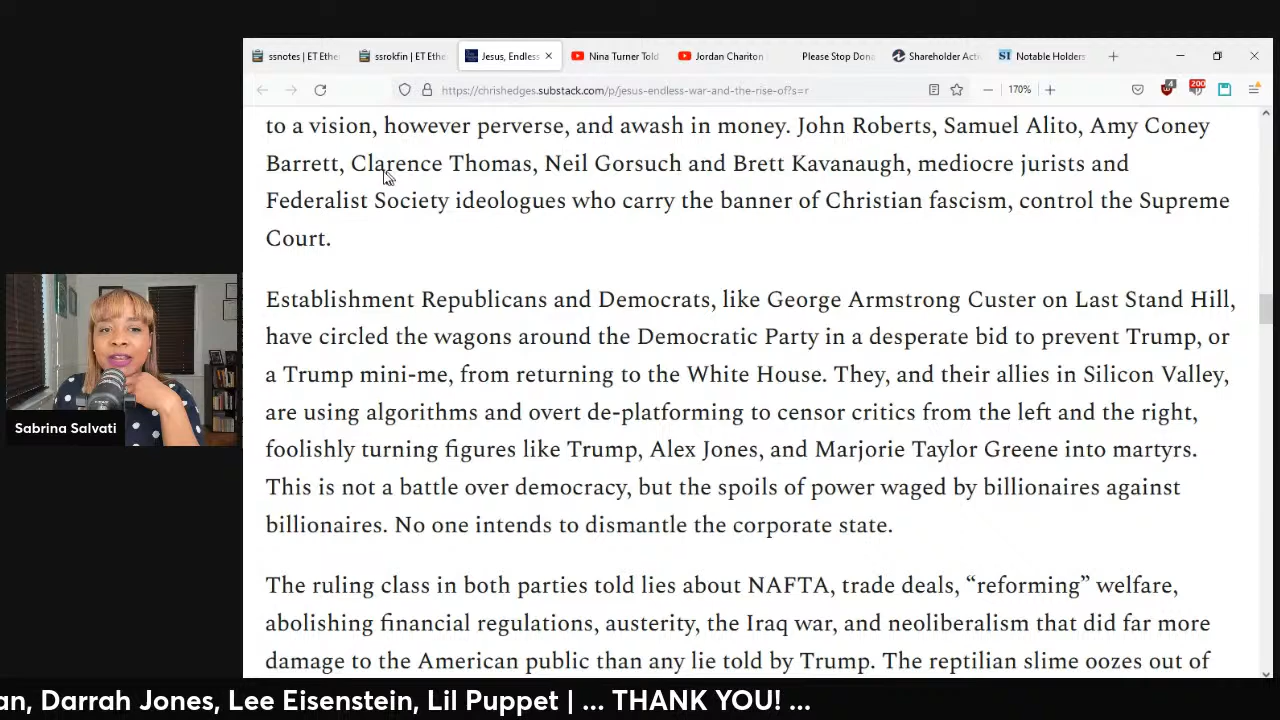 ssnotes | ET Ethe
ssrokfin | ET Ethe
Jesus, Endless
Nina Turner Told
Jordan Chariton
Please Stop Dona
Shareholder Acti
SI Notable Holders
https://chrishedges.substack.com/p/jesus-endless-war-and-the-rise-of?s=r
170%
4
200
to a vision, however perverse, and awash in money. John Roberts, Samuel Alito, Amy Coney
Barrett, Clarence Thomas, Neil Gorsuch and Brett Kavanaugh, mediocre jurists and
Federalist Society ideologues who carry the banner of Christian fascism, control the Supreme
Court.
Establishment Republicans and Democrats, like George Armstrong Custer on Last Stand Hill,
have circled the wagons around the Democratic Party in a desperate bid to prevent Trump, or
a Trump mini-me, from returning to the White House. They, and their allies in Silicon Valley,
are using algorithms and overt de-platforming to censor critics from the left and the right,
foolishly turning figures like Trump, Alex Jones, and Marjorie Taylor Greene into martyrs.
This is not a battle over democracy, but the spoils of power waged by billionaires against
billionaires. No one intends to dismantle the corporate state.
The ruling class in both parties told lies about NAFTA, trade deals, “reforming” welfare,
abolishing financial regulations, austerity, the Iraq war, and neoliberalism that did far more
damage to the American public than any lie told by Trump. The reptilian slime oozes out of
Sabrina Salvati
an, Darrah Jones, Lee Eisenstein, Lil Puppet | ... THANK YOU! ...